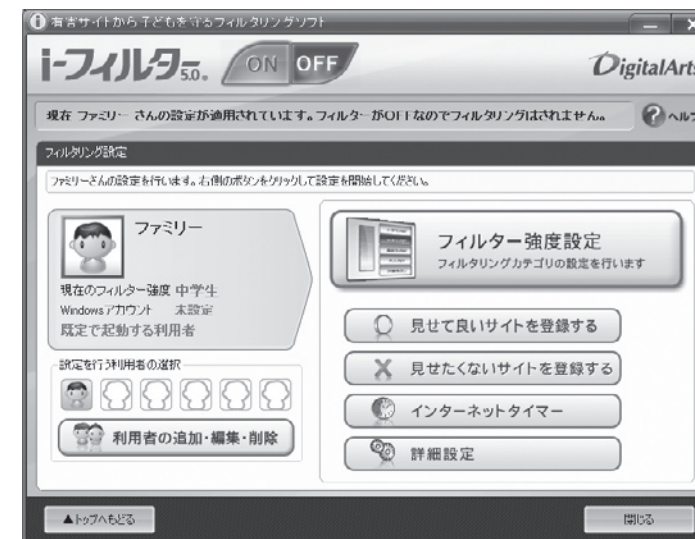 有害サイトから子どもを守るフィルタリングソフト
i-フィルター 5.0.
ON OFF
DigitalArts
現在 ファミリー さんの設定が適用されています。フィルターがOFFなのでフィルタリングはされません。
ヘルプ
フィルタリング設定
ファミリーさんの設定を行います。右側のボタンをクリックして設定を開始してください。
ファミリー
現在のフィルター強度 中学生
Windowsアカウント 未設定
既定で起動する利用者
設定を行う利用者の選択
利用者の追加・編集・削除
フィルター強度設定
フィルタリングカテゴリの設定を行います
見せて良いサイトを登録する
見せたくないサイトを登録する
インターネットタイマー
詳細設定
▲トップへもどる
閉じる